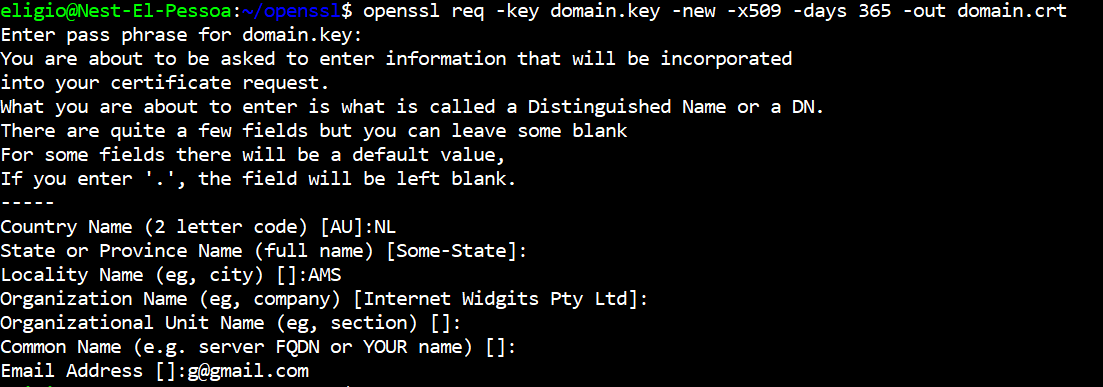 eligio@Nest-El-Pessoa:~/openssl$ openssl req -key domain.key -new -x509 -days 365 -out domain.crt
Enter pass phrase for domain.key:
You are about to be asked to enter information that will be incorporated
into your certificate request.
What you are about to enter is what is called a Distinguished Name or a DN.
There are quite a few fields but you can leave some blank
For some fields there will be a default value,
If you enter '.', the field will be left blank.
-----
Country Name (2 letter code) [AU]:NL
State or Province Name (full name) [Some-State]:
Locality Name (eg, city) []:AMS
Organization Name (eg, company) [Internet Widgits Pty Ltd]:
Organizational Unit Name (eg, section) []:
Common Name (e.g. server FQDN or YOUR name) []:
Email Address []:g@gmail.com